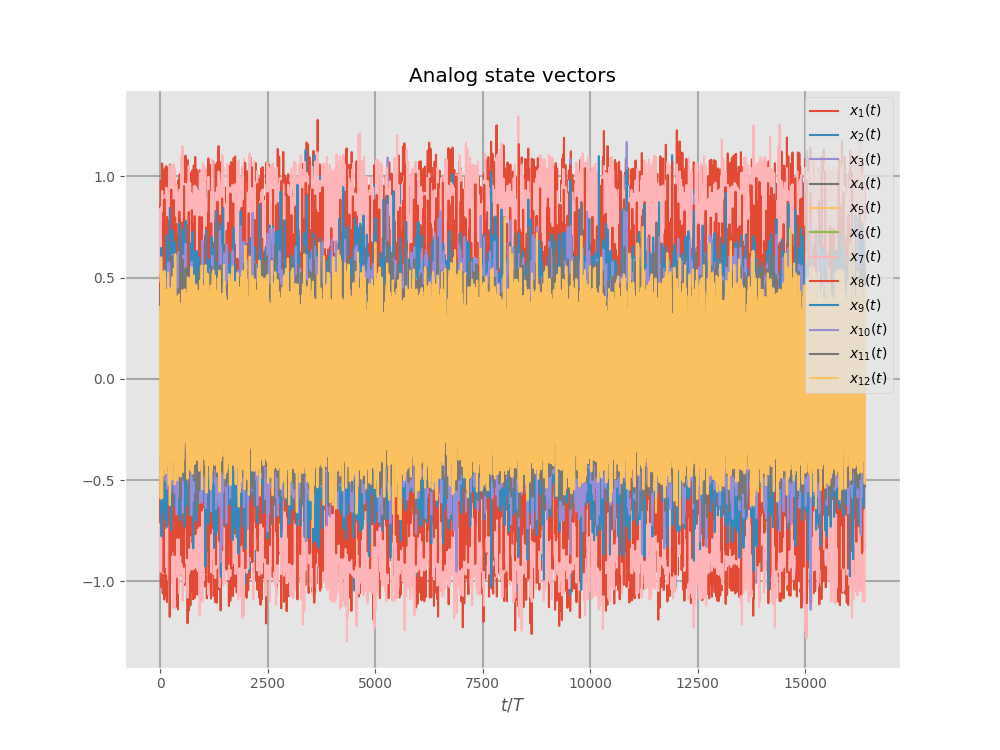 Analog state vectors
x₁(t)
x₂(t)
x₃(t)
x₄(t)
x₅(t)
x₆(t)
x₇(t)
x₈(t)
x₉(t)
x₁₀(t)
x₁₁(t)
x₁₂(t)
1.0
0.5
0.0
−0.5
−1.0
0 2500 5000 7500 10000 12500 15000
t/T